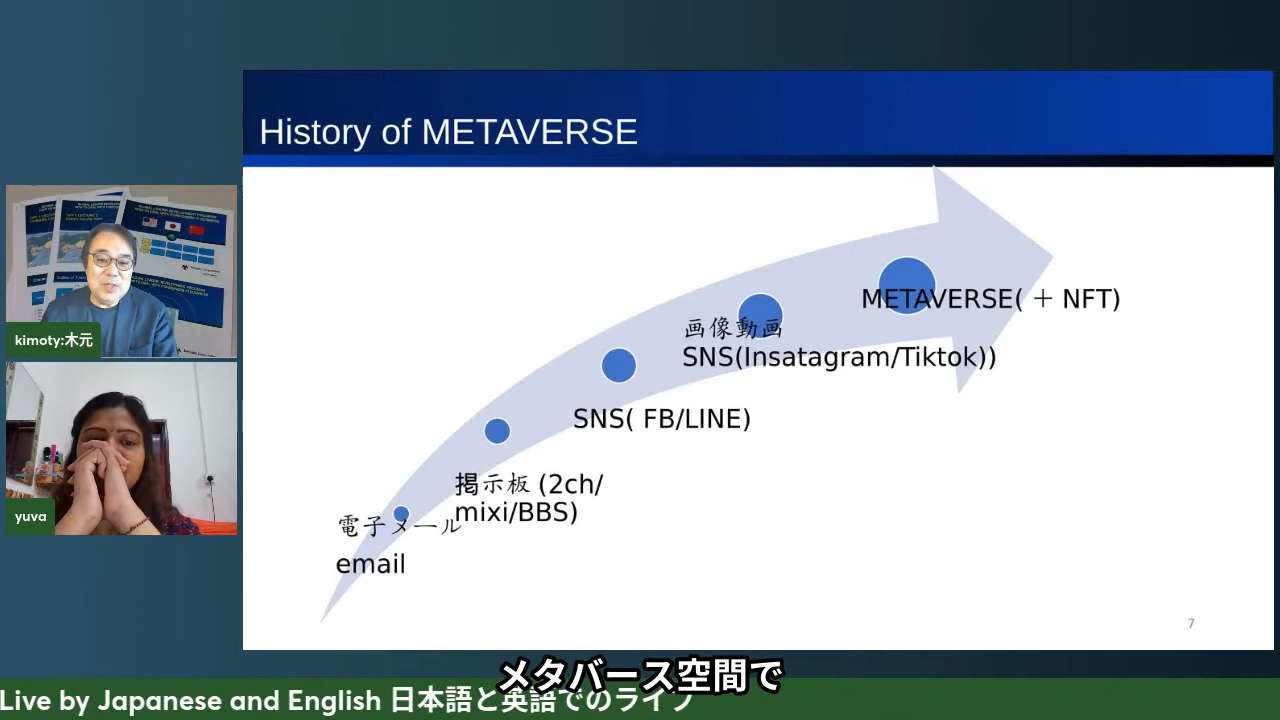 History of METAVERSE
METAVERSE( ＋ NFT)
画像動画
SNS(Insatagram/Tiktok))
SNS( FB/LINE)
掲示板 (2ch/
mixi/BBS)
電子メール
email
7
kimoty:木元
yuva
メタバース空間で
Live by Japanese and English 日本語と英語でのライブ